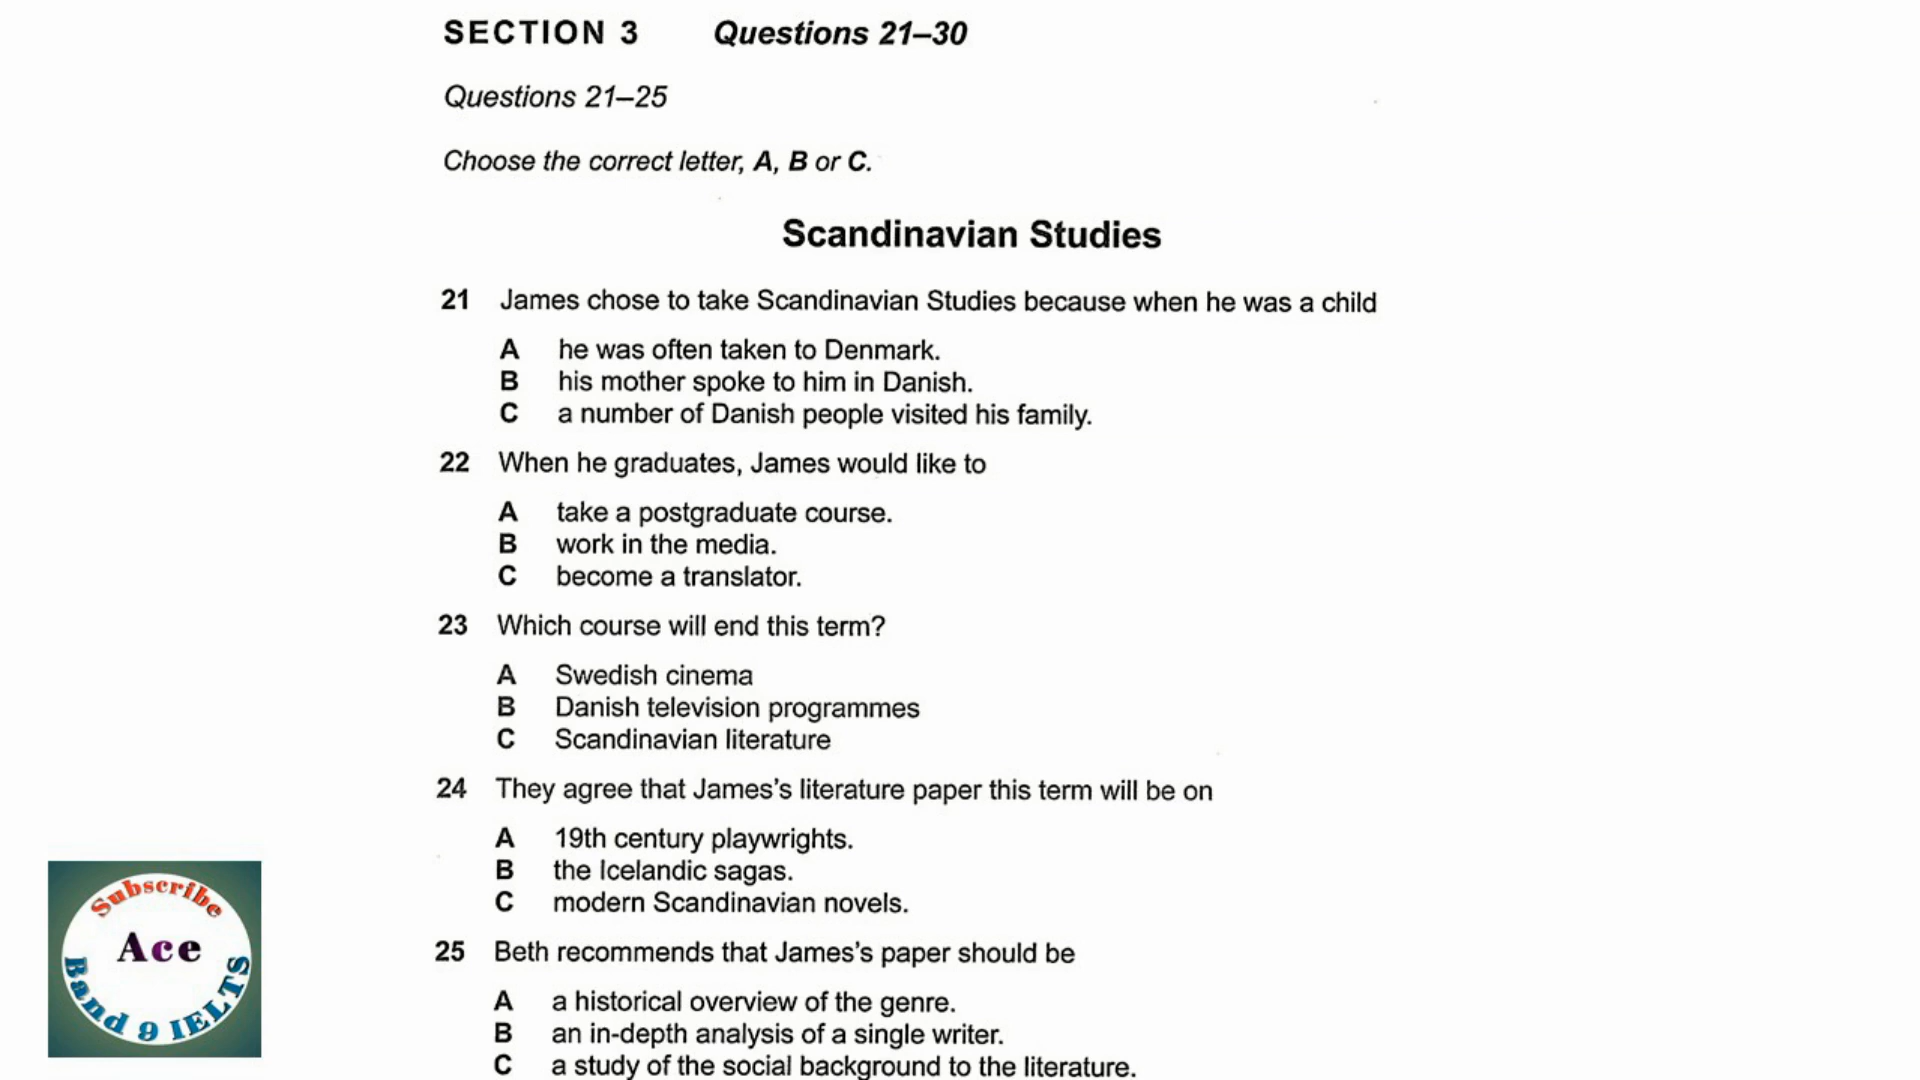 SECTION 3 Questions 21–30
Questions 21–25
Choose the correct letter, A, B or C.
Scandinavian Studies
21 James chose to take Scandinavian Studies because when he was a child
A he was often taken to Denmark.
B his mother spoke to him in Danish.
C a number of Danish people visited his family.
22 When he graduates, James would like to
A take a postgraduate course.
B work in the media.
C become a translator.
23 Which course will end this term?
A Swedish cinema
B Danish television programmes
C Scandinavian literature
24 They agree that James's literature paper this term will be on
A 19th century playwrights.
B the Icelandic sagas.
C modern Scandinavian novels.
25 Beth recommends that James's paper should be
A a historical overview of the genre.
B an in-depth analysis of a single writer.
C a study of the social background to the literature.
Subscribe
Ace
Band 9 IELTS